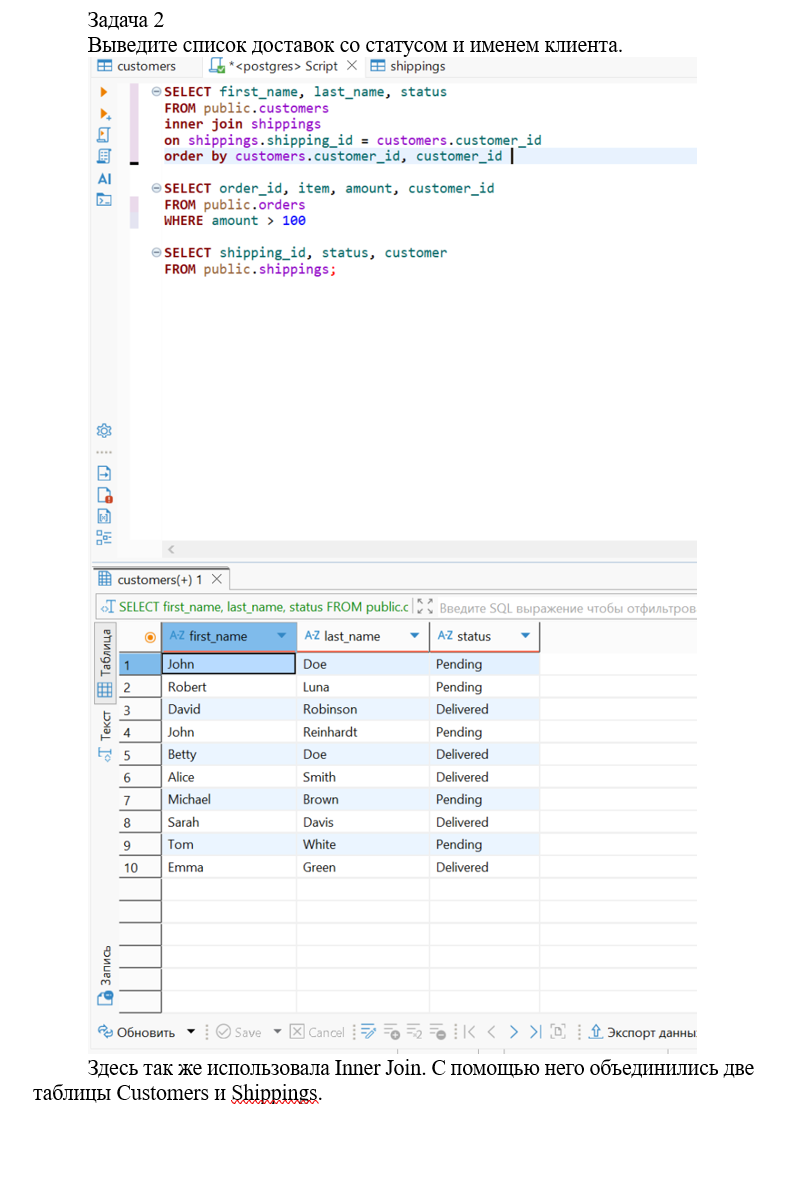 Задача 2
Выведите список доставок со статусом и именем клиента.
customers *<postgres> Script shippings
SELECT first_name, last_name, status
FROM public.customers
inner join shippings
on shippings.shipping_id = customers.customer_id
order by customers.customer_id, customer_id
SELECT order_id, item, amount, customer_id
FROM public.orders
WHERE amount > 100
SELECT shipping_id, status, customer
FROM public.shippings;
AI
customers(+) 1
SELECT first_name, last_name, status FROM public.c Введите SQL выражение чтобы отфильтров
Таблица
Текст
Запись
A-Z first_name A-Z last_name A-Z status
1 John Doe Pending
2 Robert Luna Pending
3 David Robinson Delivered
4 John Reinhardt Pending
5 Betty Doe Delivered
6 Alice Smith Delivered
7 Michael Brown Pending
8 Sarah Davis Delivered
9 Tom White Pending
10 Emma Green Delivered
Обновить Save Cancel Экспорт данны
Здесь так же использовала Inner Join. С помощью него объединились две
таблицы Customers и Shippings.